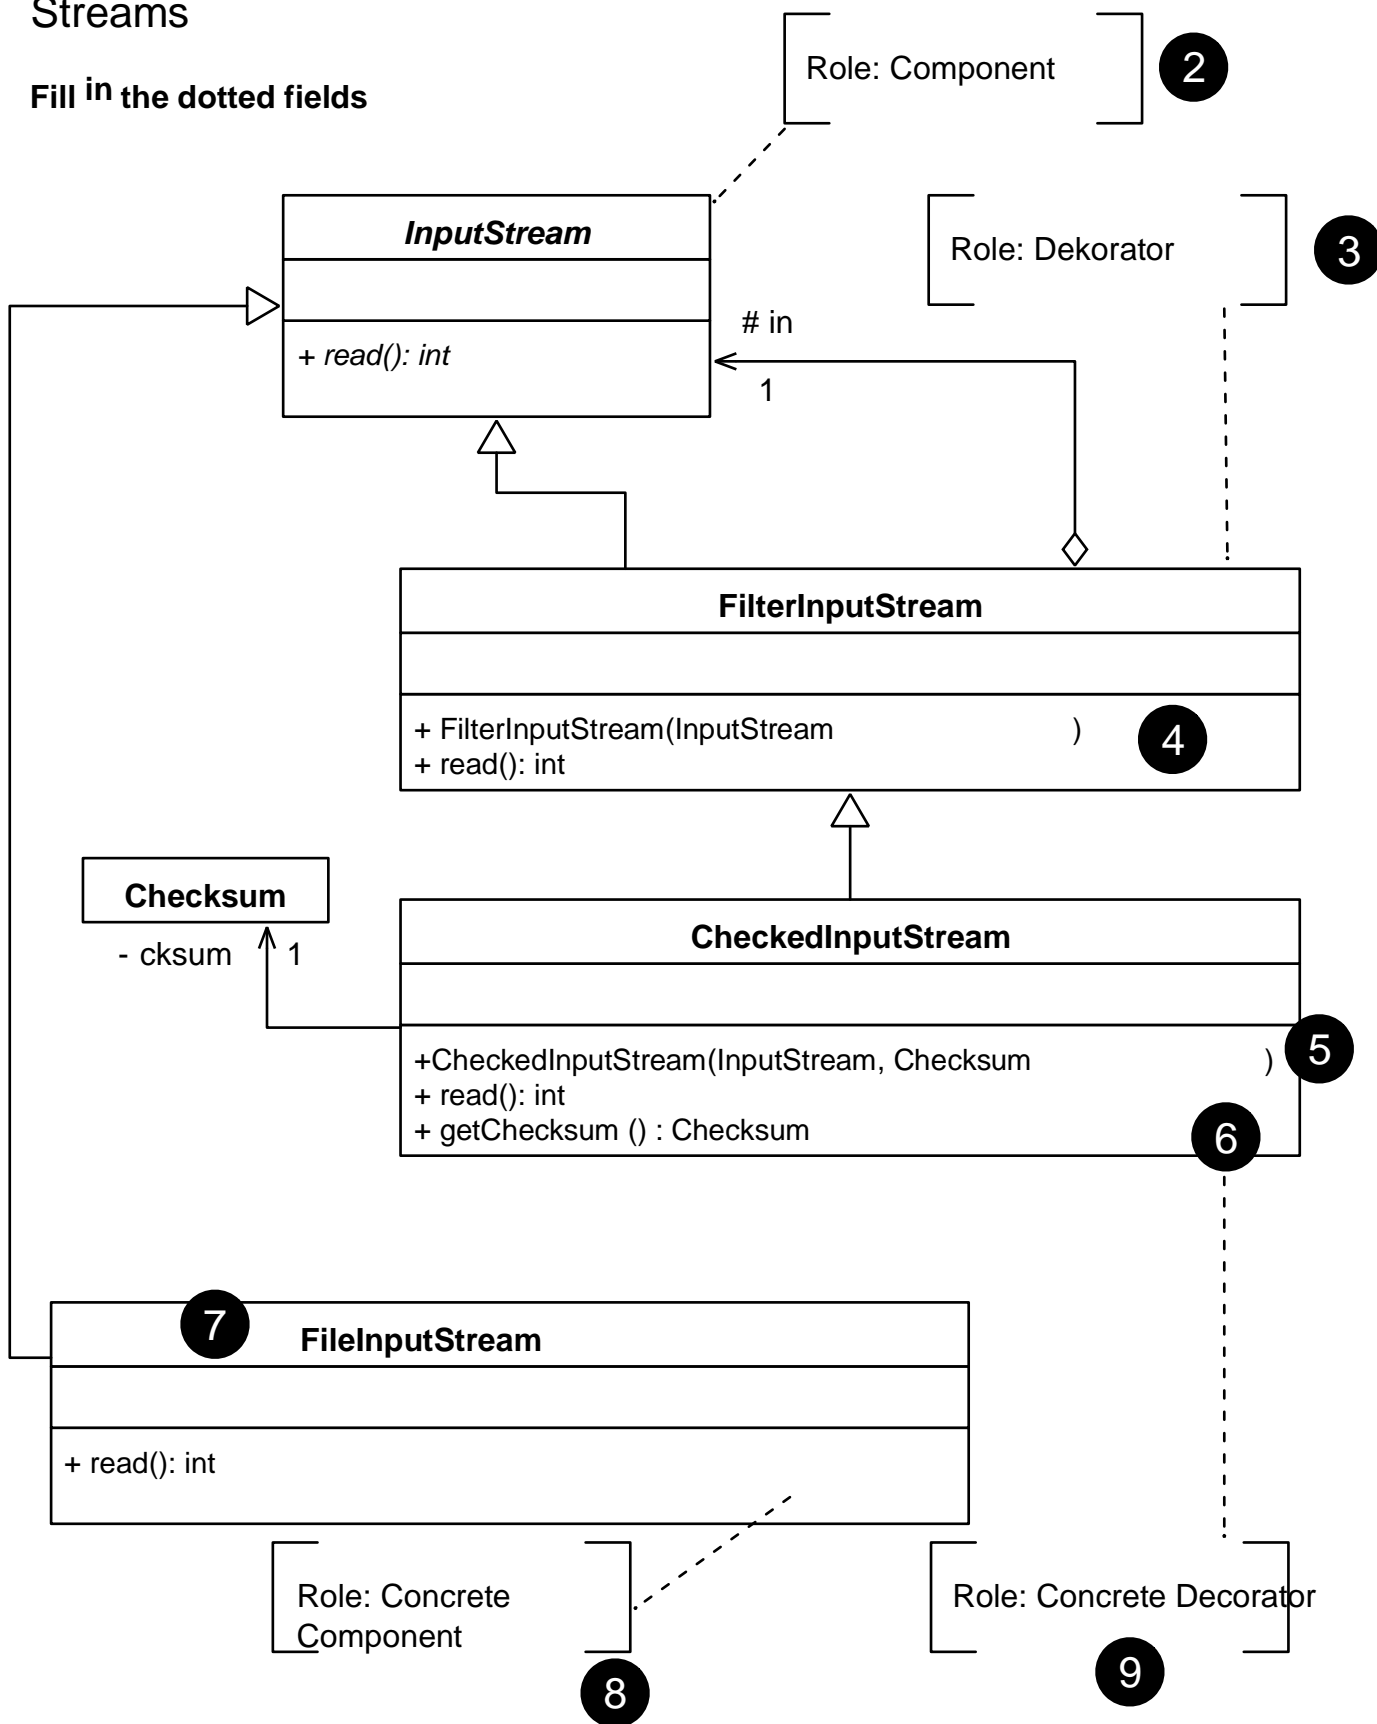 Streams
Fill in the dotted fields
Role: Component
2
InputStream
Role: Dekorator
3
# in
+ read(): int
1
FilterInputStream
+ FilterInputStream(InputStream )
4
+ read(): int
Checksum
CheckedInputStream
- cksum
1
+CheckedInputStream(InputStream, Checksum )
5
+ read(): int
+ getChecksum () : Checksum
6
7
FileInputStream
+ read(): int
Role: Concrete
Component
8
Role: Concrete Decorator
9